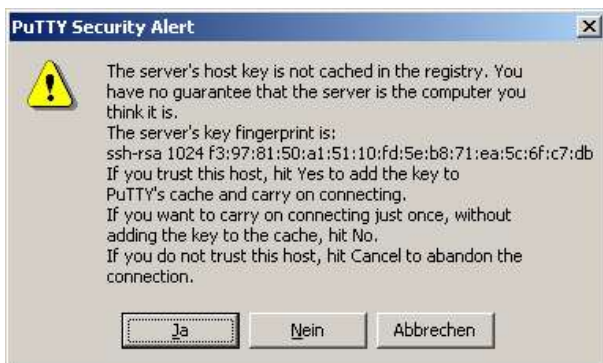 PuTTY Security Alert
The server's host key is not cached in the registry. You
have no guarantee that the server is the computer you
think it is.
The server's key fingerprint is:
ssh-rsa 1024 f3:97:81:50:a1:51:10:fd:5e:b8:71:ea:5c:6f:c7:db
If you trust this host, hit Yes to add the key to
PuTTY's cache and carry on connecting.
If you want to carry on connecting just once, without
adding the key to the cache, hit No.
If you do not trust this host, hit Cancel to abandon the
connection.
Ja Nein Abbrechen